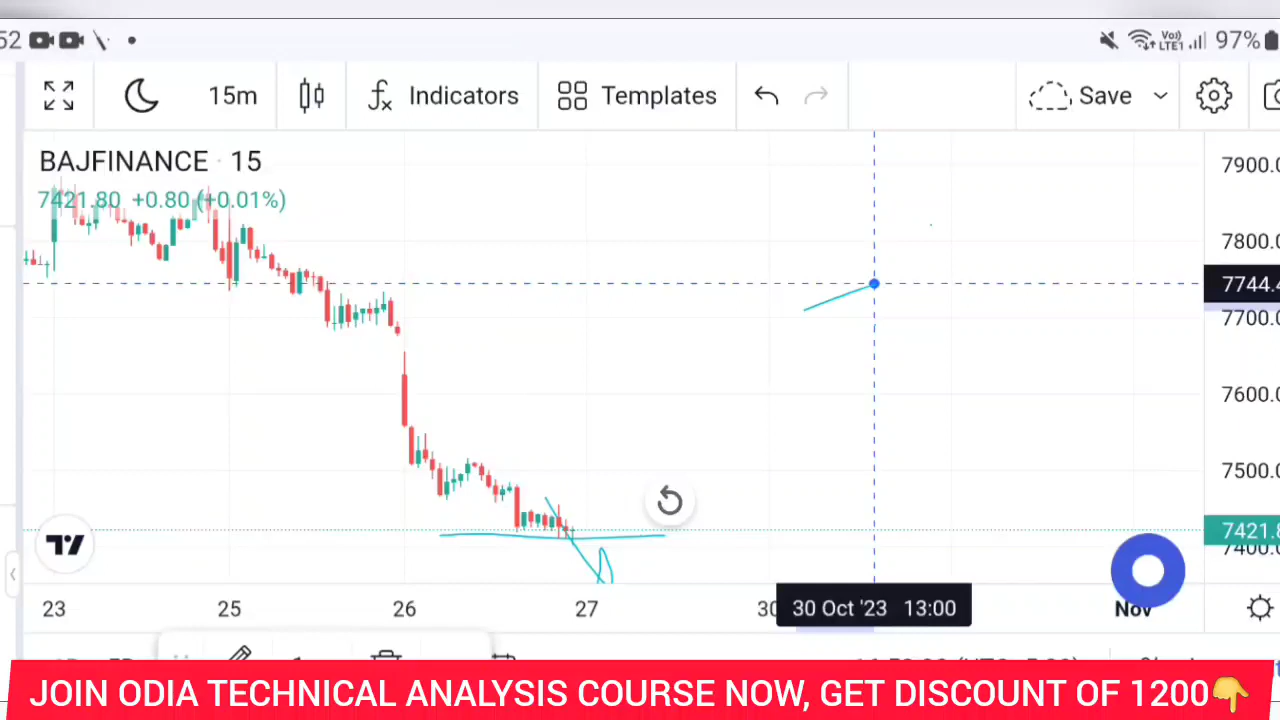 52 97%
Vo) LTE1
15m Indicators Templates Save
BAJFINANCE · 15
7421.80 +0.80 (+0.01%)
7900.0
7800.0
7744.4
7700.0
7600.0
7500.0
7421.8
7400.0
23 25 26 27 30 30 Oct '23 13:00 Nov
JOIN ODIA TECHNICAL ANALYSIS COURSE NOW, GET DISCOUNT OF 1200👇